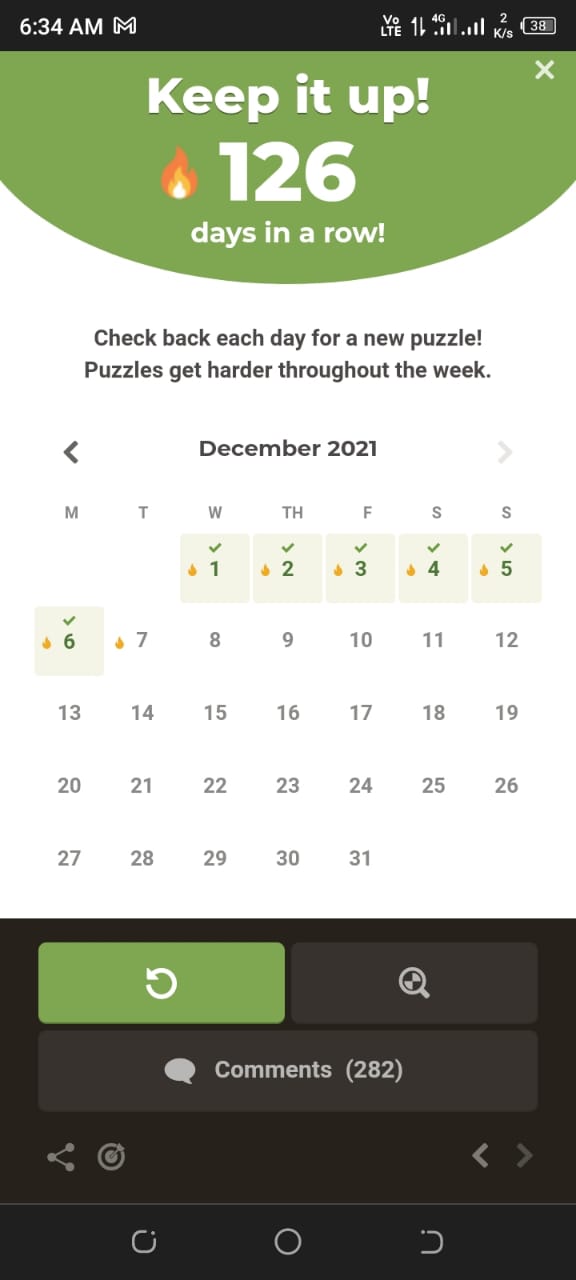 6:34 AM
Vo LTE 4G 2 K/s 38
Keep it up!
126
days in a row!
Check back each day for a new puzzle!
Puzzles get harder throughout the week.
December 2021
M T W TH F S S
1 2 3 4 5
6 7 8 9 10 11 12
13 14 15 16 17 18 19
20 21 22 23 24 25 26
27 28 29 30 31
Comments (282)